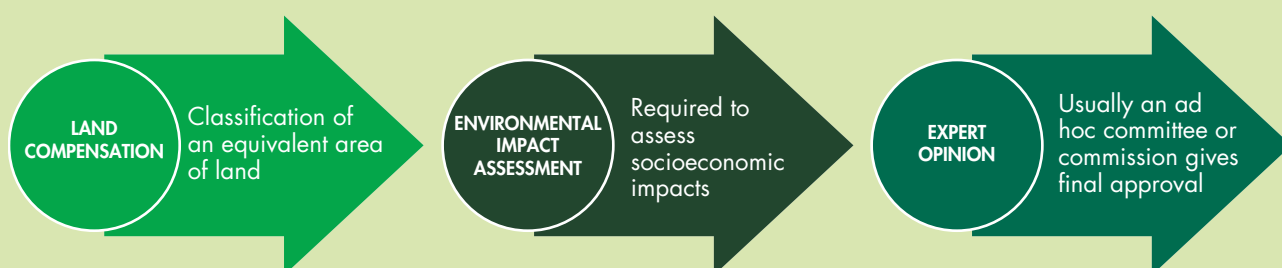 LAND
COMPENSATION
Classification of
an equivalent area
of land
ENVIRONMENTAL
IMPACT
ASSESSMENT
Required to
assess
socioeconomic
impacts
EXPERT
OPINION
Usually an ad
hoc committee or
commission gives
final approval